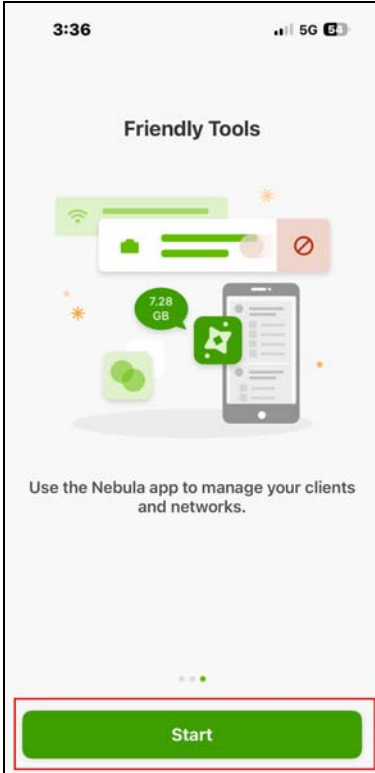 3:36
5G 54
Friendly Tools
7.28
GB
Use the Nebula app to manage your clients
and networks.
Start